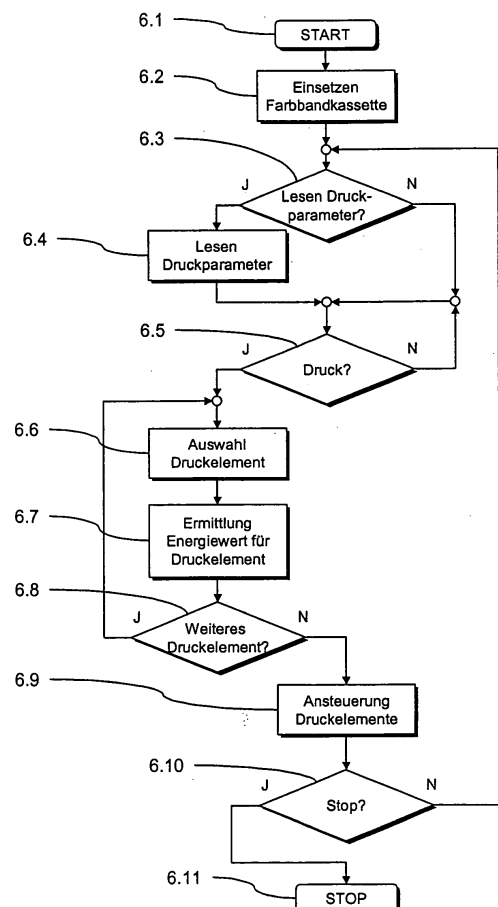 6.1
START
6.2
Einsetzen
Farbbandkassette
6.3
J
N
Lesen Druck-
parameter?
6.4
Lesen
Druckparameter
6.5
J
N
Druck?
6.6
Auswahl
Druckelement
6.7
Ermittlung
Energiewert für
Druckelement
6.8
J
N
Weiteres
Druckelement?
6.9
Ansteuerung
Druckelemente
6.10
J
N
Stop?
6.11
STOP